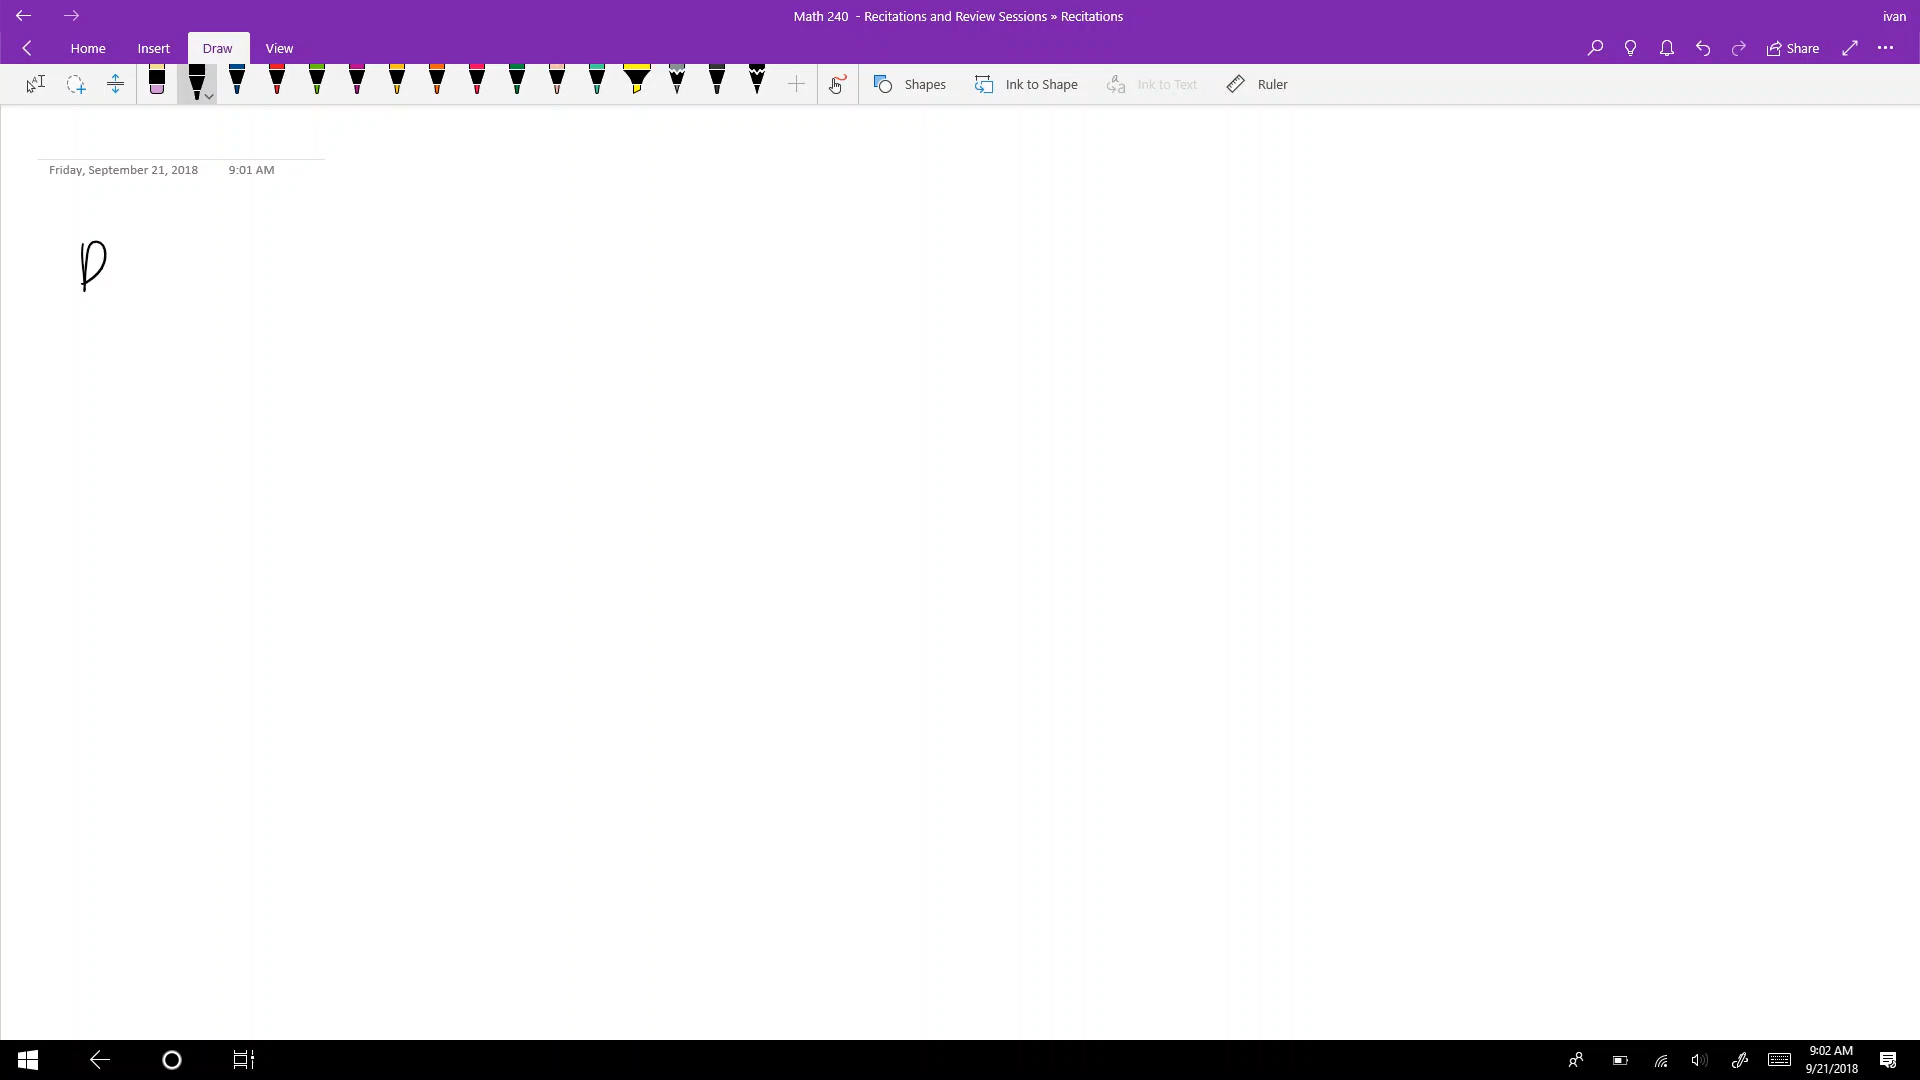 Math 240 - Recitations and Review Sessions » Recitations
ivan
Home Insert Draw View
Share
Shapes Ink to Shape Ink to Text Ruler
Friday, September 21, 2018 9:01 AM
D
9:02 AM
9/21/2018